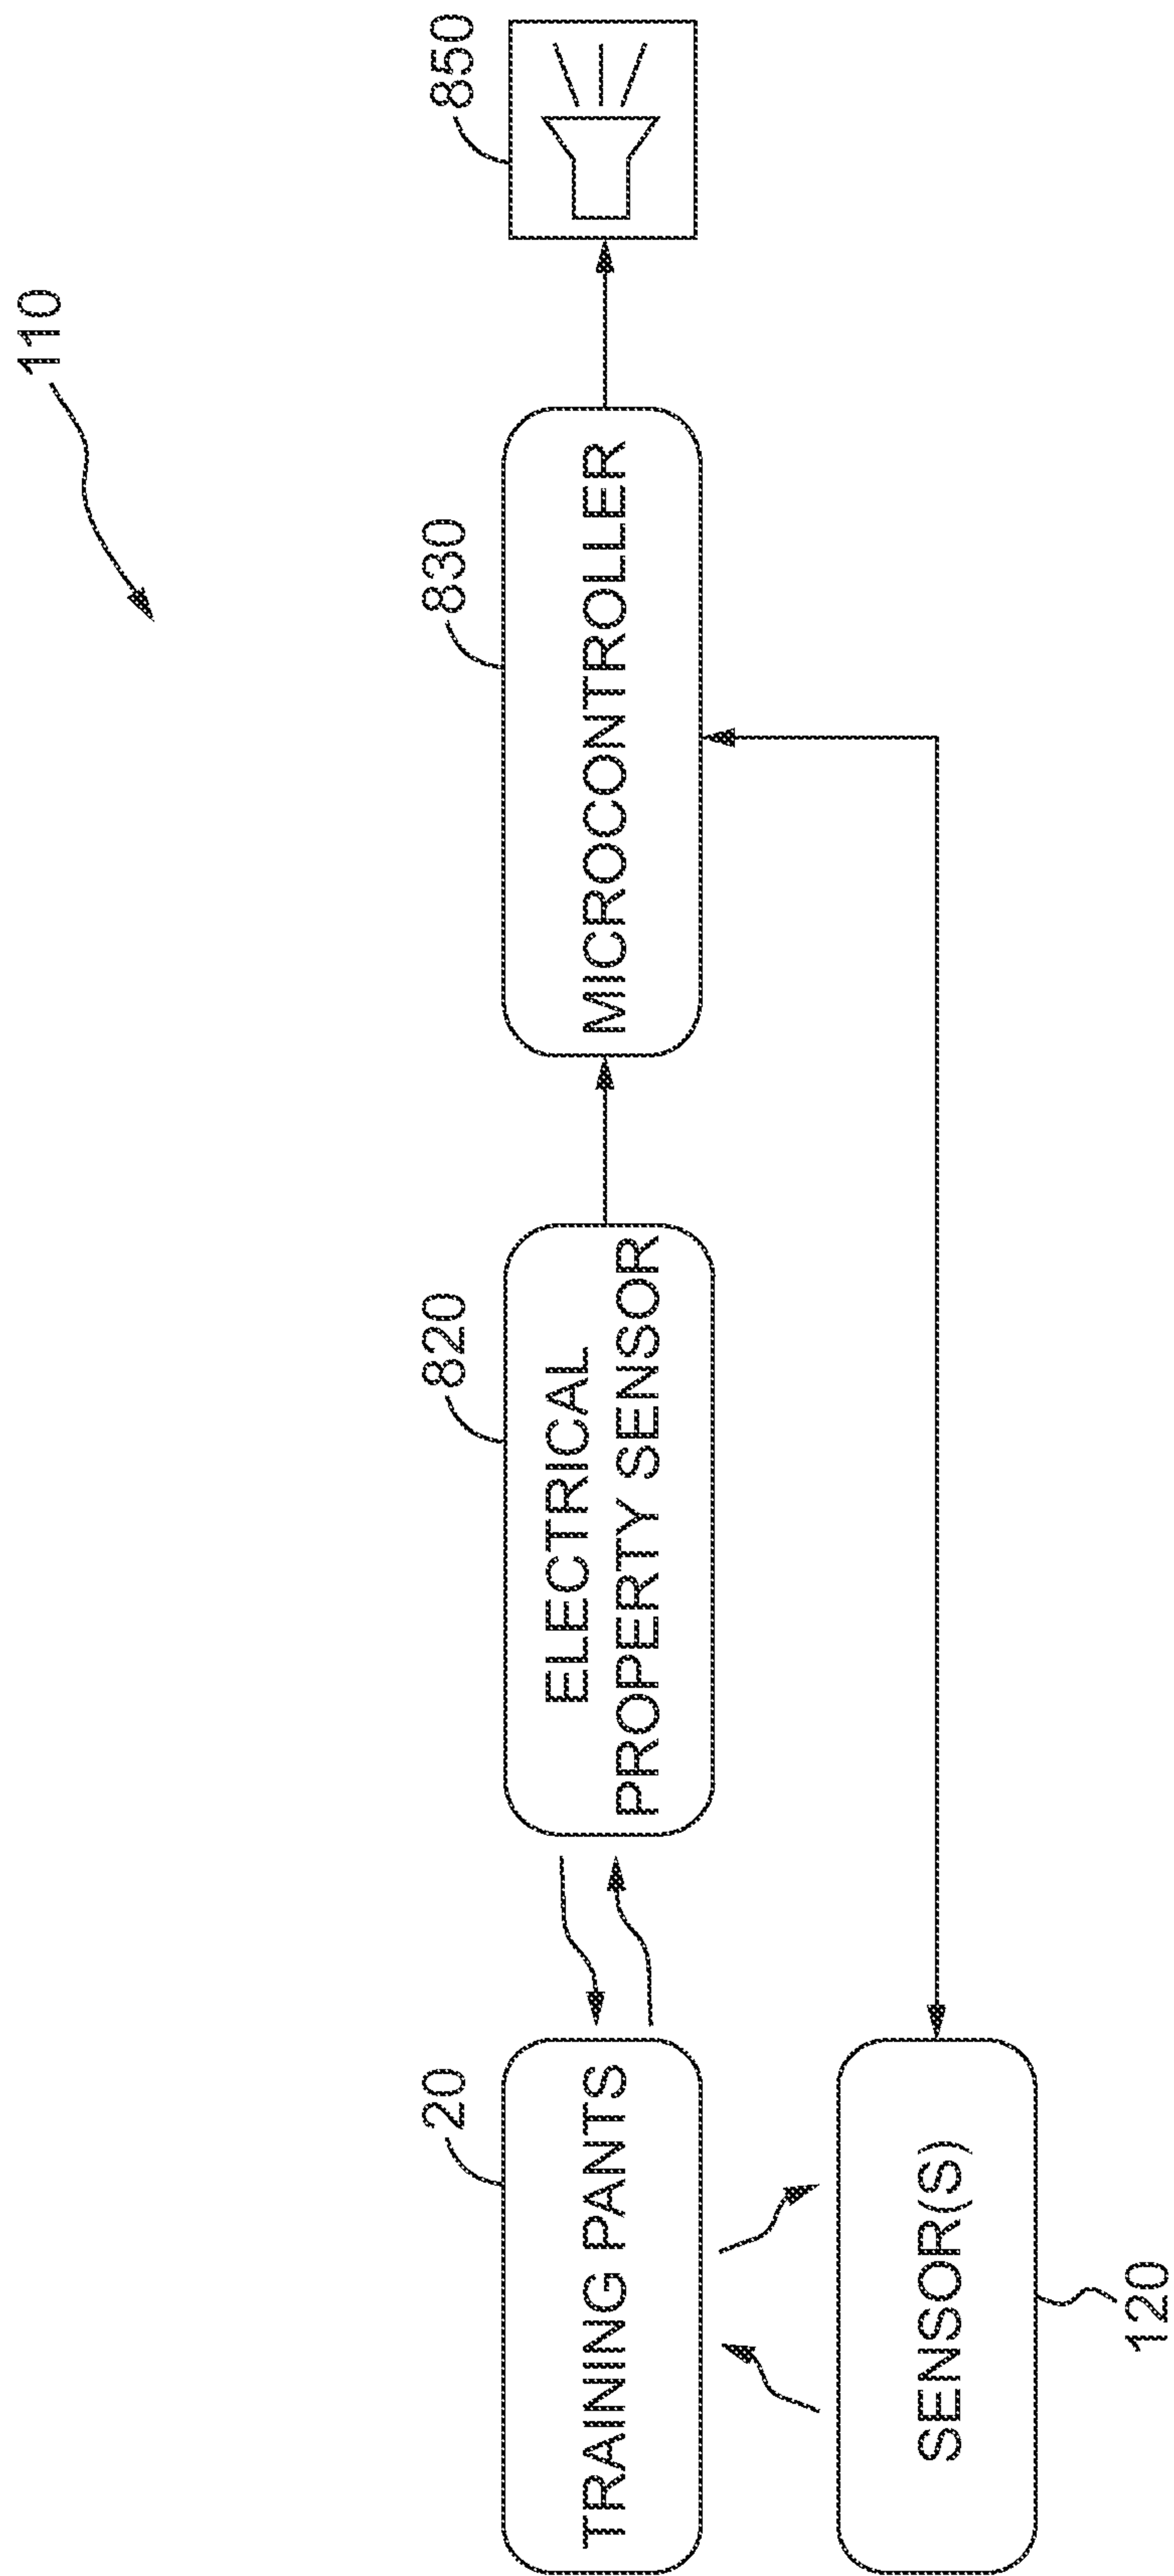 110
20
TRAINING PANTS
820
ELECTRICAL
PROPERTY SENSOR
830
MICROCONTROLLER
850
SENSOR(S)
120